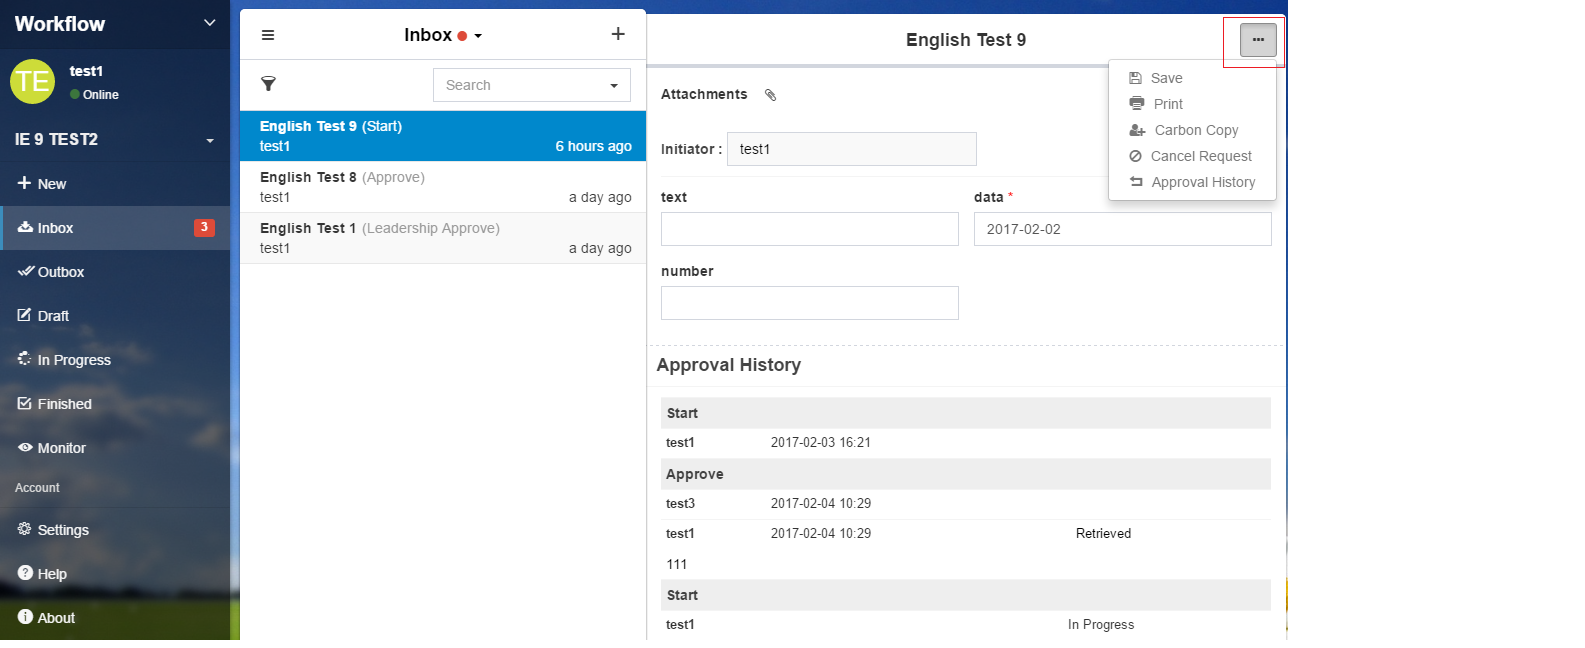 Workflow
TE
test1
Online
IE 9 TEST2
New
Inbox 3
Outbox
Draft
In Progress
Finished
Monitor
Account
Settings
Help
About
Inbox
Search
English Test 9 (Start)
test1 6 hours ago
English Test 8 (Approve)
test1 a day ago
English Test 1 (Leadership Approve)
test1 a day ago
English Test 9
...
Save
Print
Carbon Copy
Cancel Request
Approval History
Attachments
Initiator : test1
text
data *
2017-02-02
number
Approval History
Start
test1 2017-02-03 16:21
Approve
test3 2017-02-04 10:29
test1 2017-02-04 10:29 Retrieved
111
Start
test1 In Progress